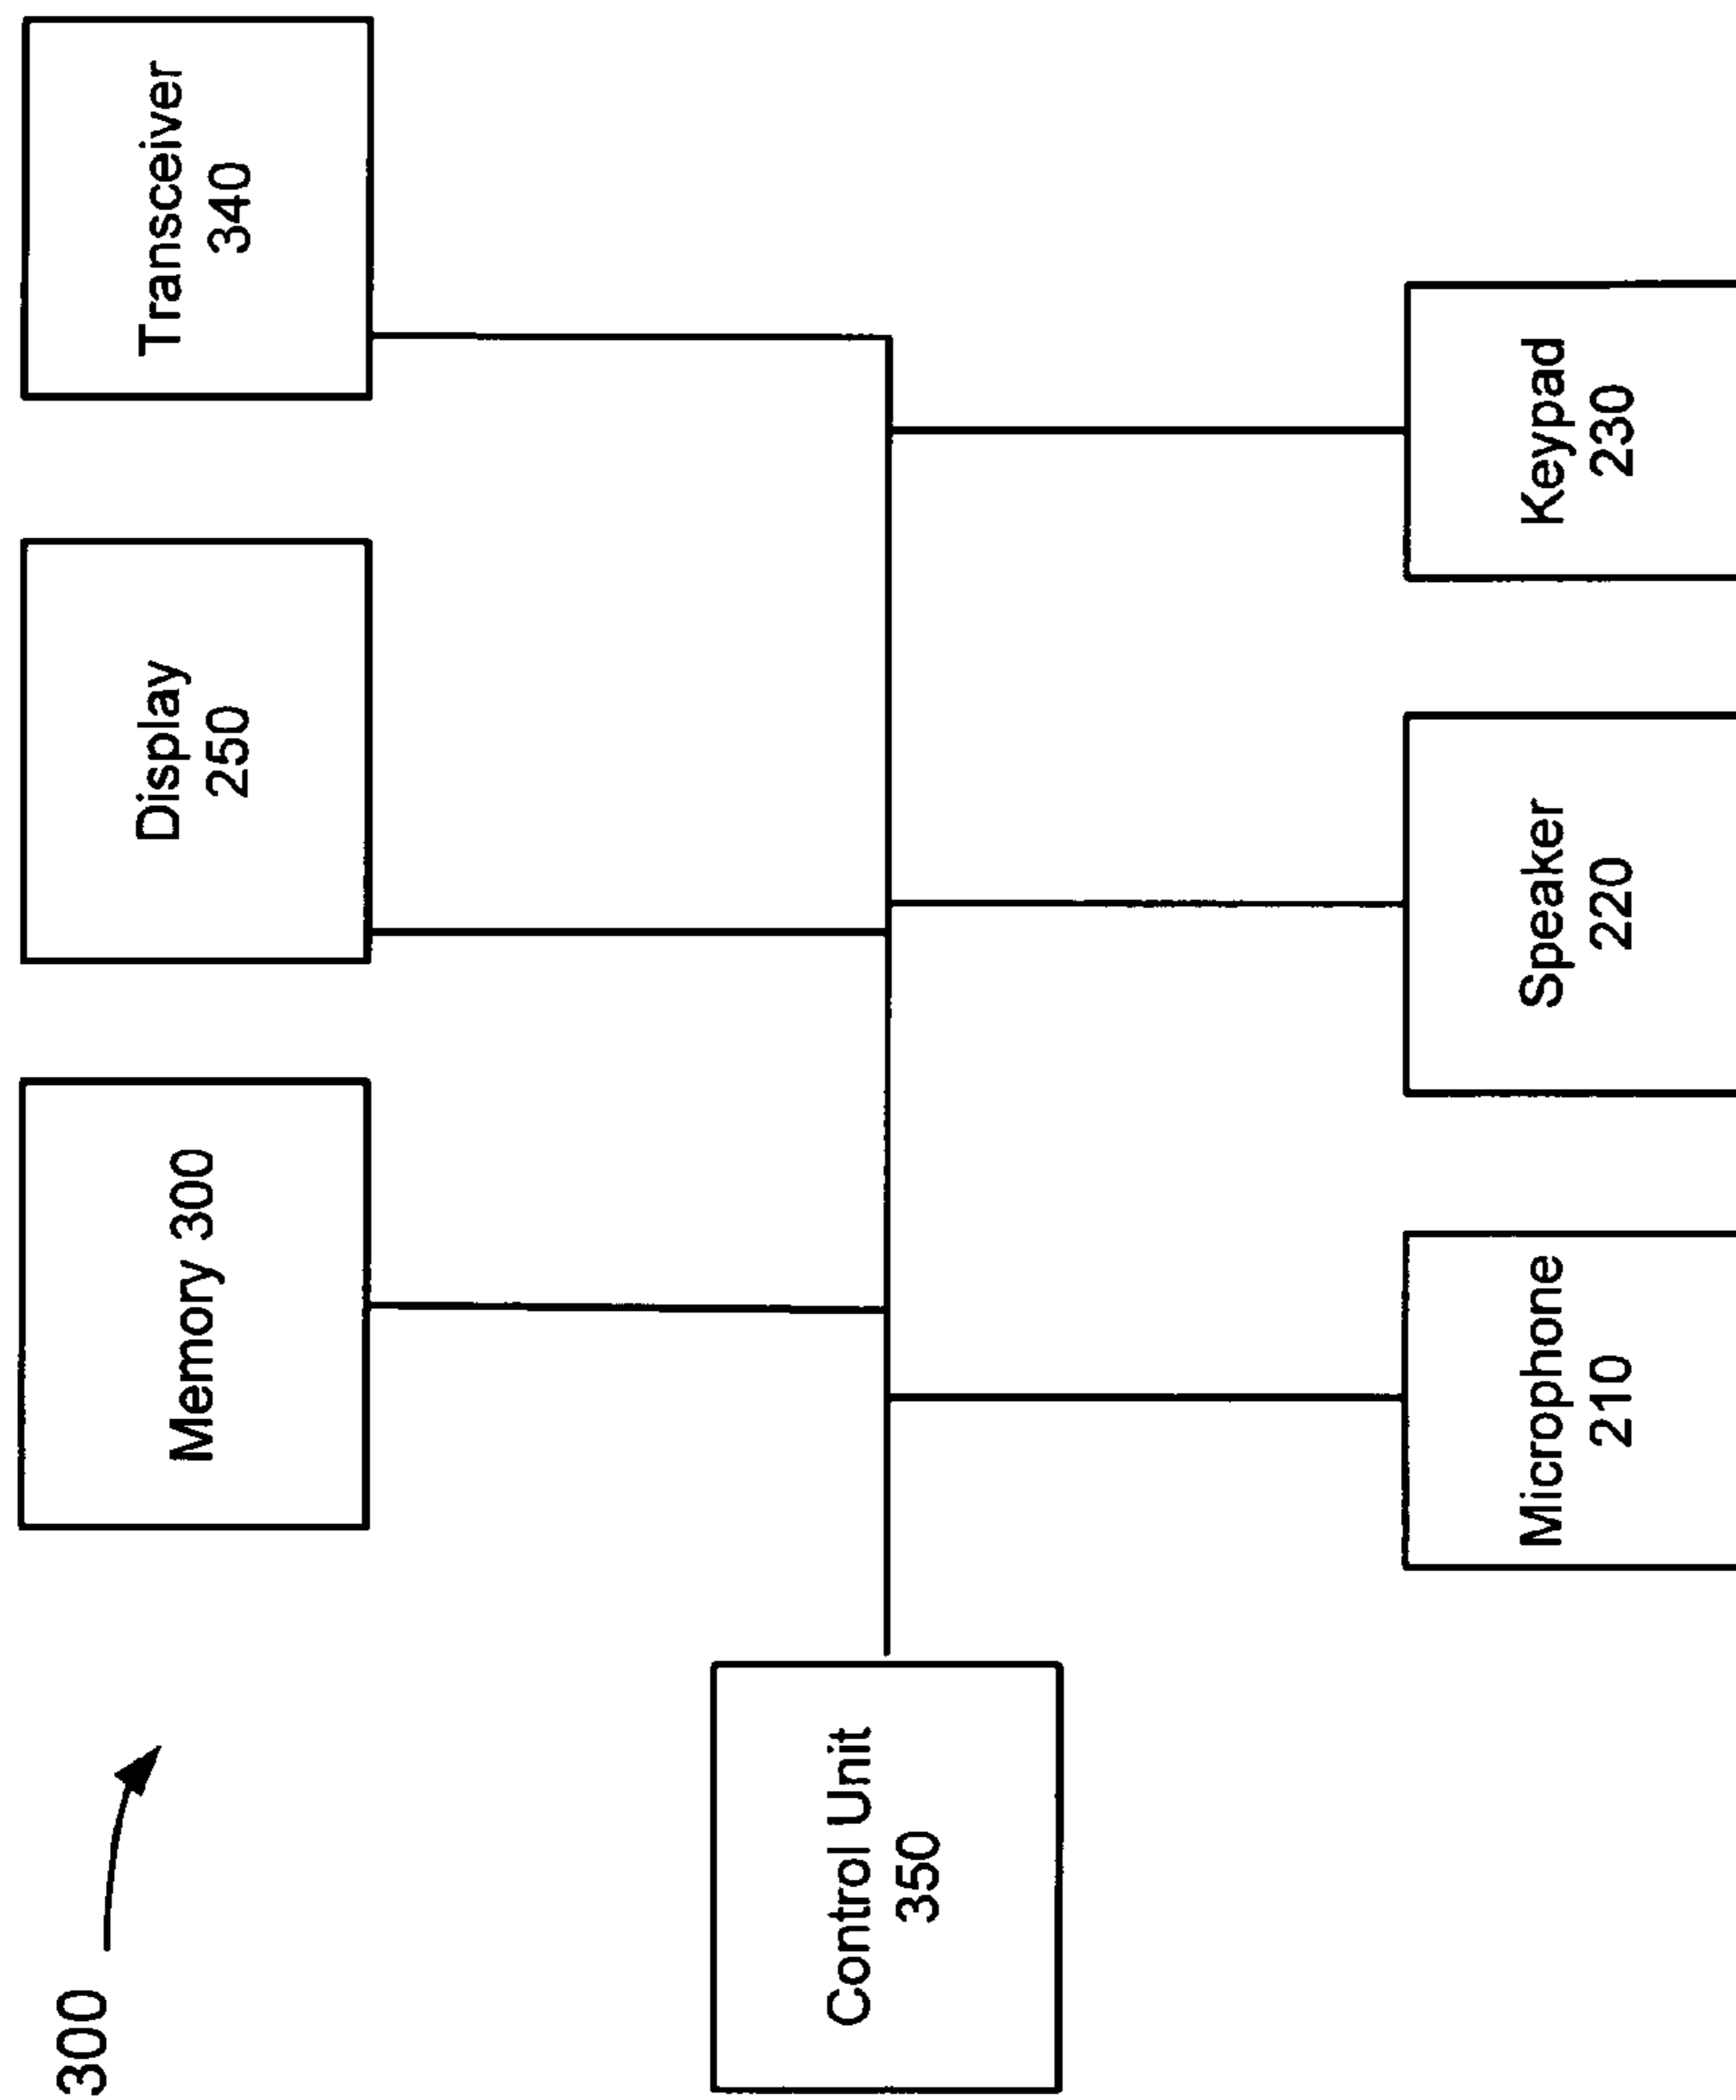 300
Memory 300
Display
250
Transceiver
340
Control Unit
350
Microphone
210
Speaker
220
Keypad
230